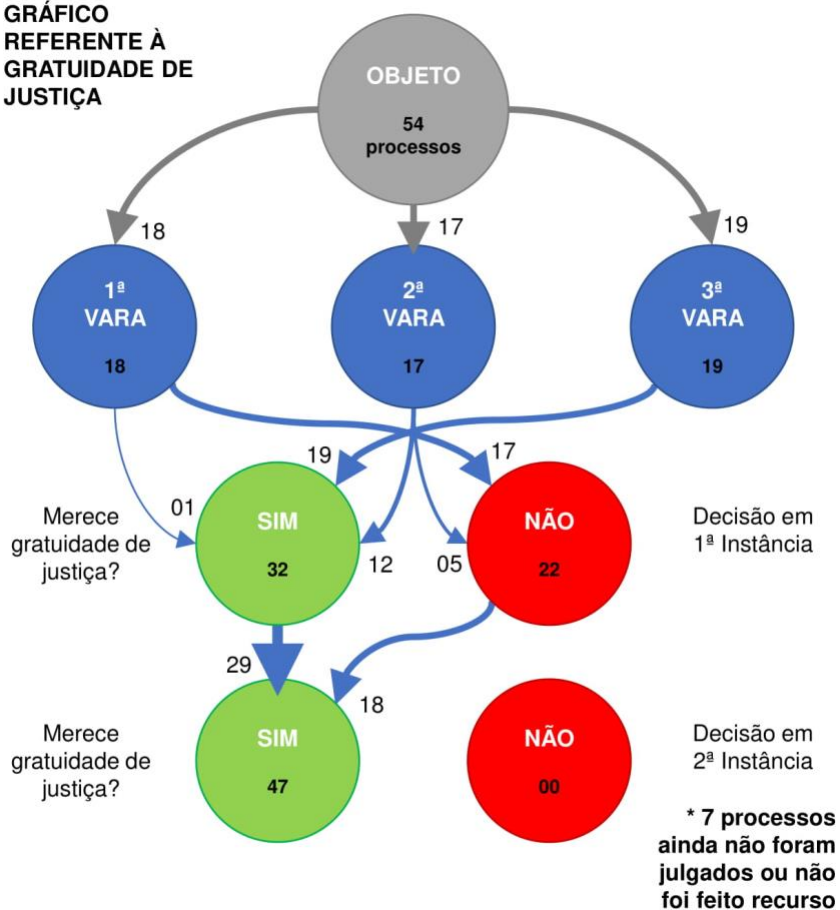 GRÁFICO
REFERENTE À
GRATUIDADE DE
JUSTIÇA
OBJETO
54
processos
18
17
19
1ª
VARA
18
2ª
VARA
17
3ª
VARA
19
19
17
01
12
05
Merece
gratuidade de
justiça?
SIM
32
NÃO
22
Decisão em
1ª Instância
29
18
Merece
gratuidade de
justiça?
SIM
47
NÃO
00
Decisão em
2ª Instância
* 7 processos
ainda não foram
julgados ou não
foi feito recurso